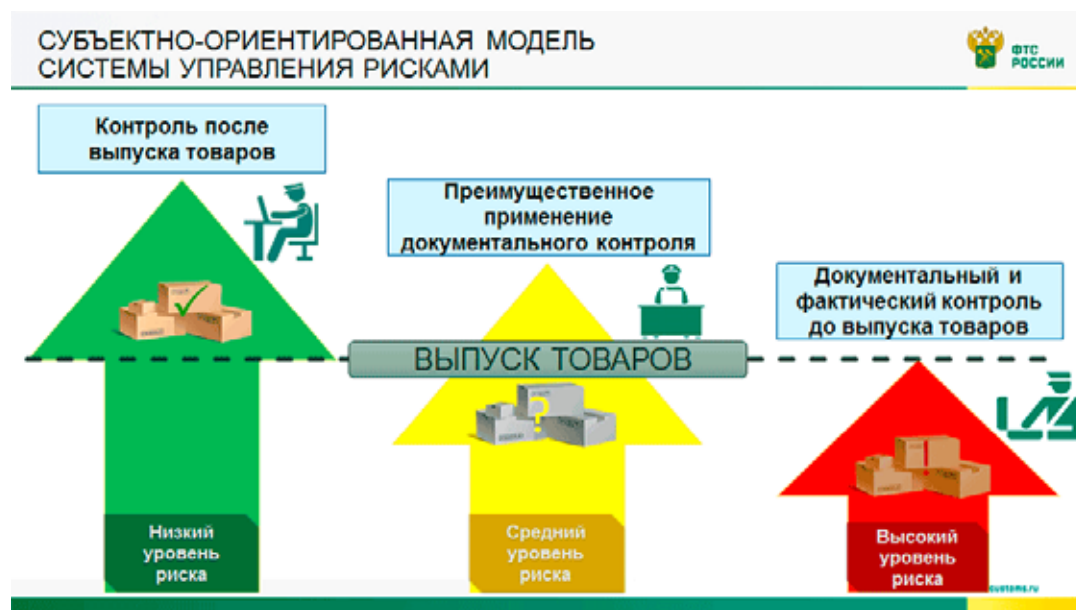 СУБЪЕКТНО-ОРИЕНТИРОВАННАЯ МОДЕЛЬ
СИСТЕМЫ УПРАВЛЕНИЯ РИСКАМИ
ФТС
РОССИИ
Контроль после
выпуска товаров
Преимущественное
применение
документального контроля
Документальный и
фактический контроль
до выпуска товаров
ВЫПУСК ТОВАРОВ
?
Низкий
уровень
риска
Средний
уровень
риска
Высокий
уровень
риска
customs.ru